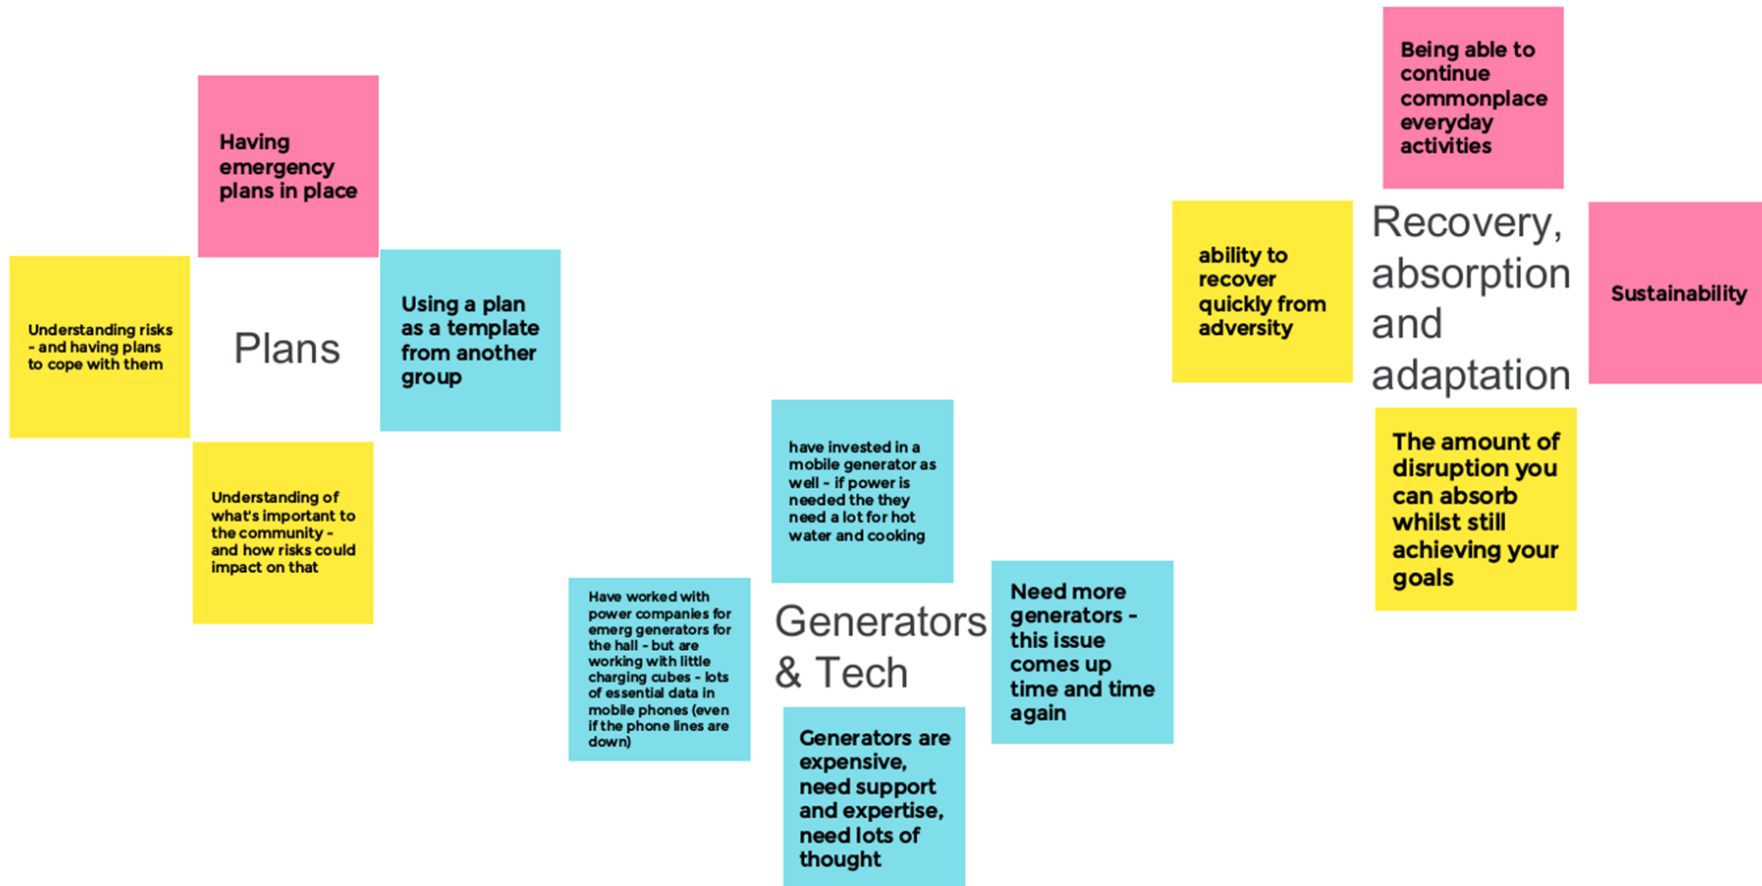 Having
emergency
plans in place
Understanding risks
- and having plans
to cope with them
Plans
Using a plan
as a template
from another
group
Understanding of
what's important to
the community -
and how risks could
impact on that
have invested in a
mobile generator as
well - if power is
needed the they
need a lot for hot
water and cooking
Have worked with
power companies for
emerg generators for
the hall - but are
working with little
charging cubes - lots
of essential data in
mobile phones (even
if the phone lines are
down)
Generators
& Tech
Need more
generators -
this issue
comes up
time and time
again
Generators are
expensive,
need support
and expertise,
need lots of
thought
Being able to
continue
commonplace
everyday
activities
ability to
recover
quickly from
adversity
Recovery,
absorption
and
adaptation
Sustainability
The amount of
disruption you
can absorb
whilst still
achieving your
goals